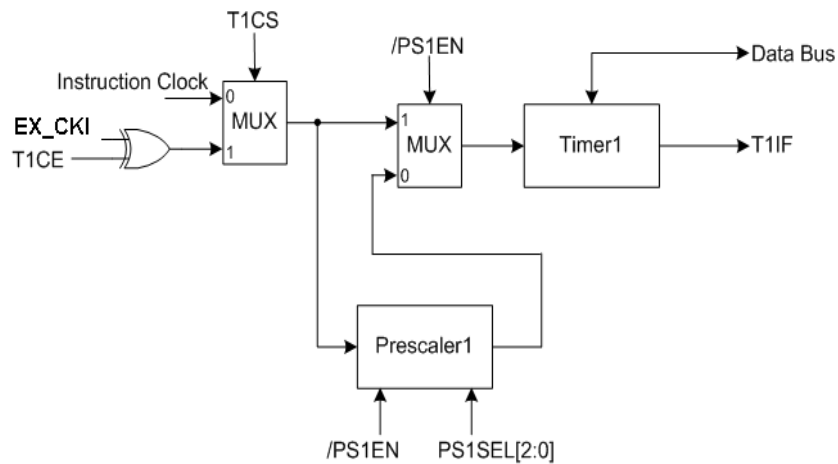 T1CS
/PS1EN
Data Bus
Instruction Clock
0
MUX
EX_CKI
T1CE
1
1
MUX
0
Timer1
T1IF
Prescaler1
/PS1EN
PS1SEL[2:0]